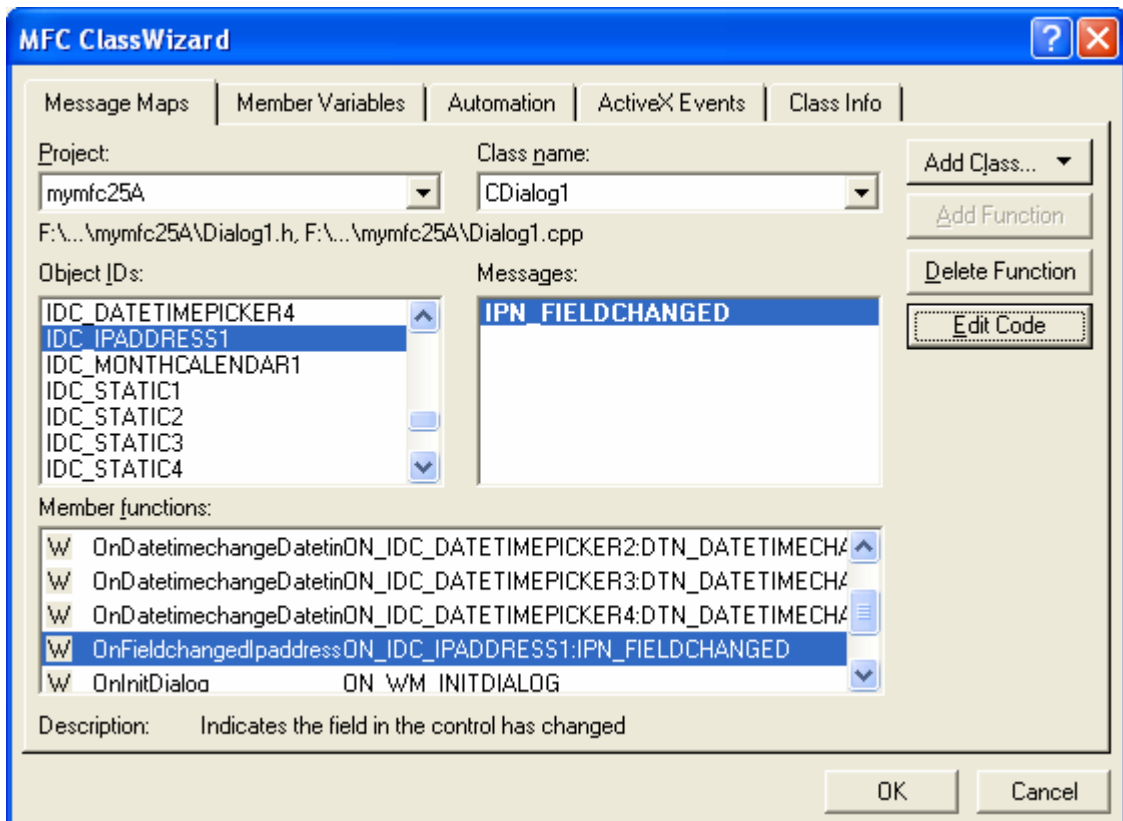 MFC ClassWizard
Message Maps Member Variables Automation ActiveX Events Class Info
Project: Class name:
mymfc25A CDialog1
Add Class...
Add Function
F:\...\mymfc25A\Dialog1.h, F:\...\mymfc25A\Dialog1.cpp
Object IDs: Messages:
Delete Function
IDC_DATETIMEPICKER4 IPN_FIELDCHANGED
Edit Code
IDC_IPADDRESS1
IDC_MONTHCALENDAR1
IDC_STATIC1
IDC_STATIC2
IDC_STATIC3
IDC_STATIC4
Member functions:
W OnDatetimechangeDatetinON_IDC_DATETIMEPICKER2:DTN_DATETIMECHA
W OnDatetimechangeDatetinON_IDC_DATETIMEPICKER3:DTN_DATETIMECHA
W OnDatetimechangeDatetinON_IDC_DATETIMEPICKER4:DTN_DATETIMECHA
W OnFieldchangedIpaddressON_IDC_IPADDRESS1:IPN_FIELDCHANGED
W OnInitDialog ON_WM_INITDIALOG
Description: Indicates the field in the control has changed
OK Cancel